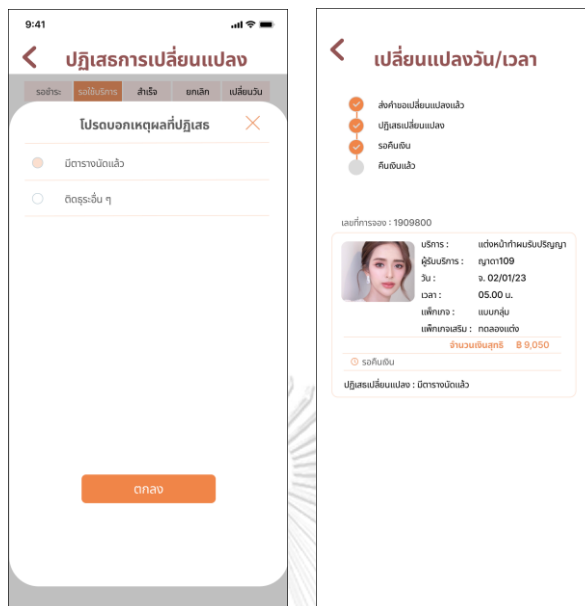 9:41
ปฏิเสธการเปลี่ยนแปลง
รอชำระ รอใช้บริการ สำเร็จ ยกเลิก เปลี่ยนวัน
โปรดบอกเหตุผลที่ปฏิเสธ
มีตารางนัดแล้ว
ติดธุระอื่น ๆ
ตกลง
เปลี่ยนแปลงวัน/เวลา
ส่งคำขอเปลี่ยนแปลงแล้ว
ปฏิเสธเปลี่ยนแปลง
รอคืนเงิน
คืนเงินแล้ว
เลขที่การจอง : 1909800
บริการ : แต่งหน้าทำผมรับปริญญา
ผู้รับบริการ : ญาดา109
วัน : จ. 02/01/23
เวลา : 05.00 น.
แพ็กเกจ : แบบกลุ่ม
แพ็กเกจเสริม : ทดลองแต่ง
จำนวนเงินสุทธิ ฿ 9,050
รอคืนเงิน
ปฏิเสธเปลี่ยนแปลง : มีตารางนัดแล้ว